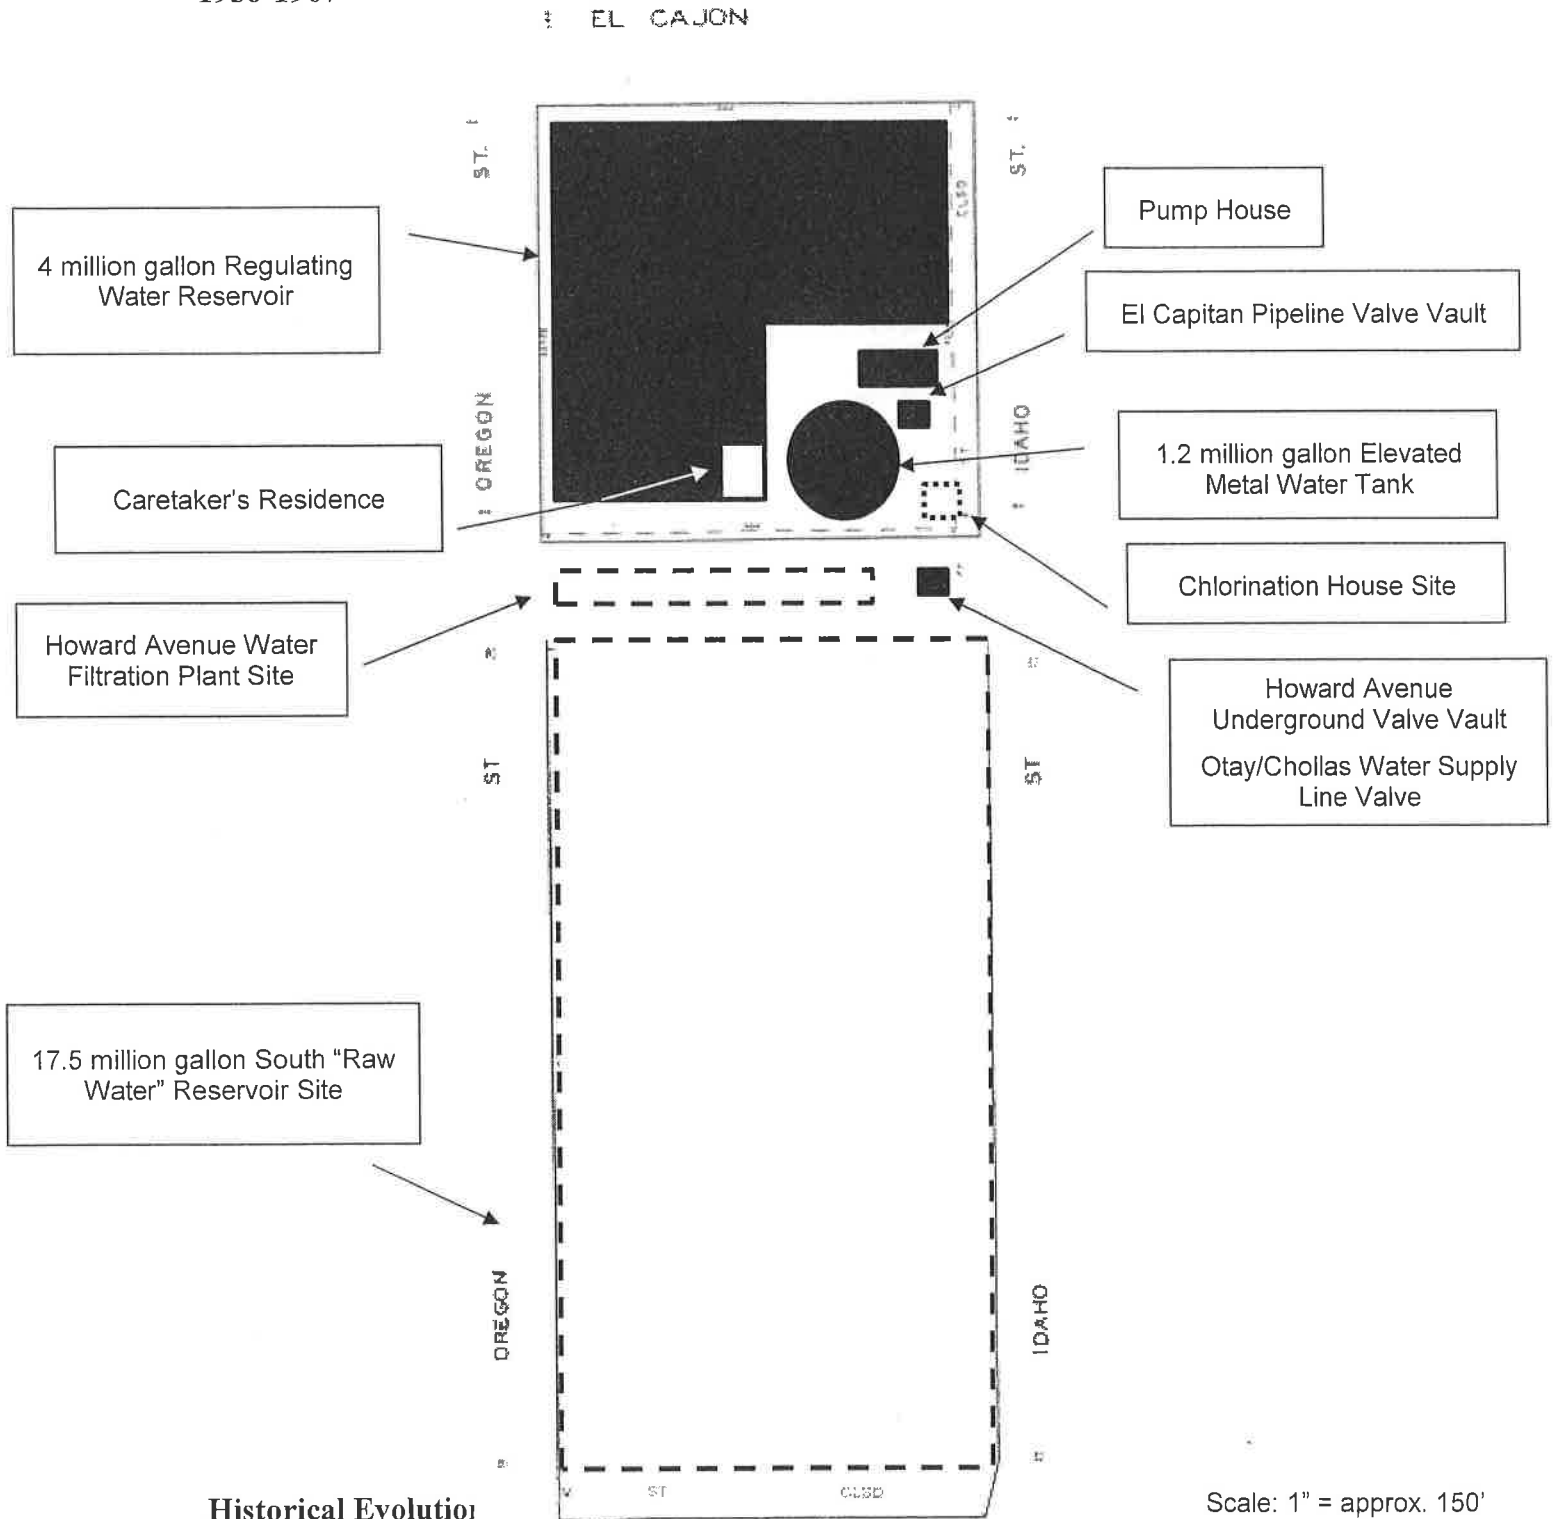 EL CAJON
ST.
ST.
CLSD
Pump House
4 million gallon Regulating
Water Reservoir
El Capitan Pipeline Valve Vault
OREGON
IDAHO
1.2 million gallon Elevated
Metal Water Tank
Caretaker's Residence
Chlorination House Site
Howard Avenue Water
Filtration Plant Site
Howard Avenue
Underground Valve Vault
Otay/Chollas Water Supply
Line Valve
ST
ST
17.5 million gallon South "Raw
Water" Reservoir Site
OREGON
IDAHO
ST
CLSD
Historical
Scale: 1" = approx. 150'